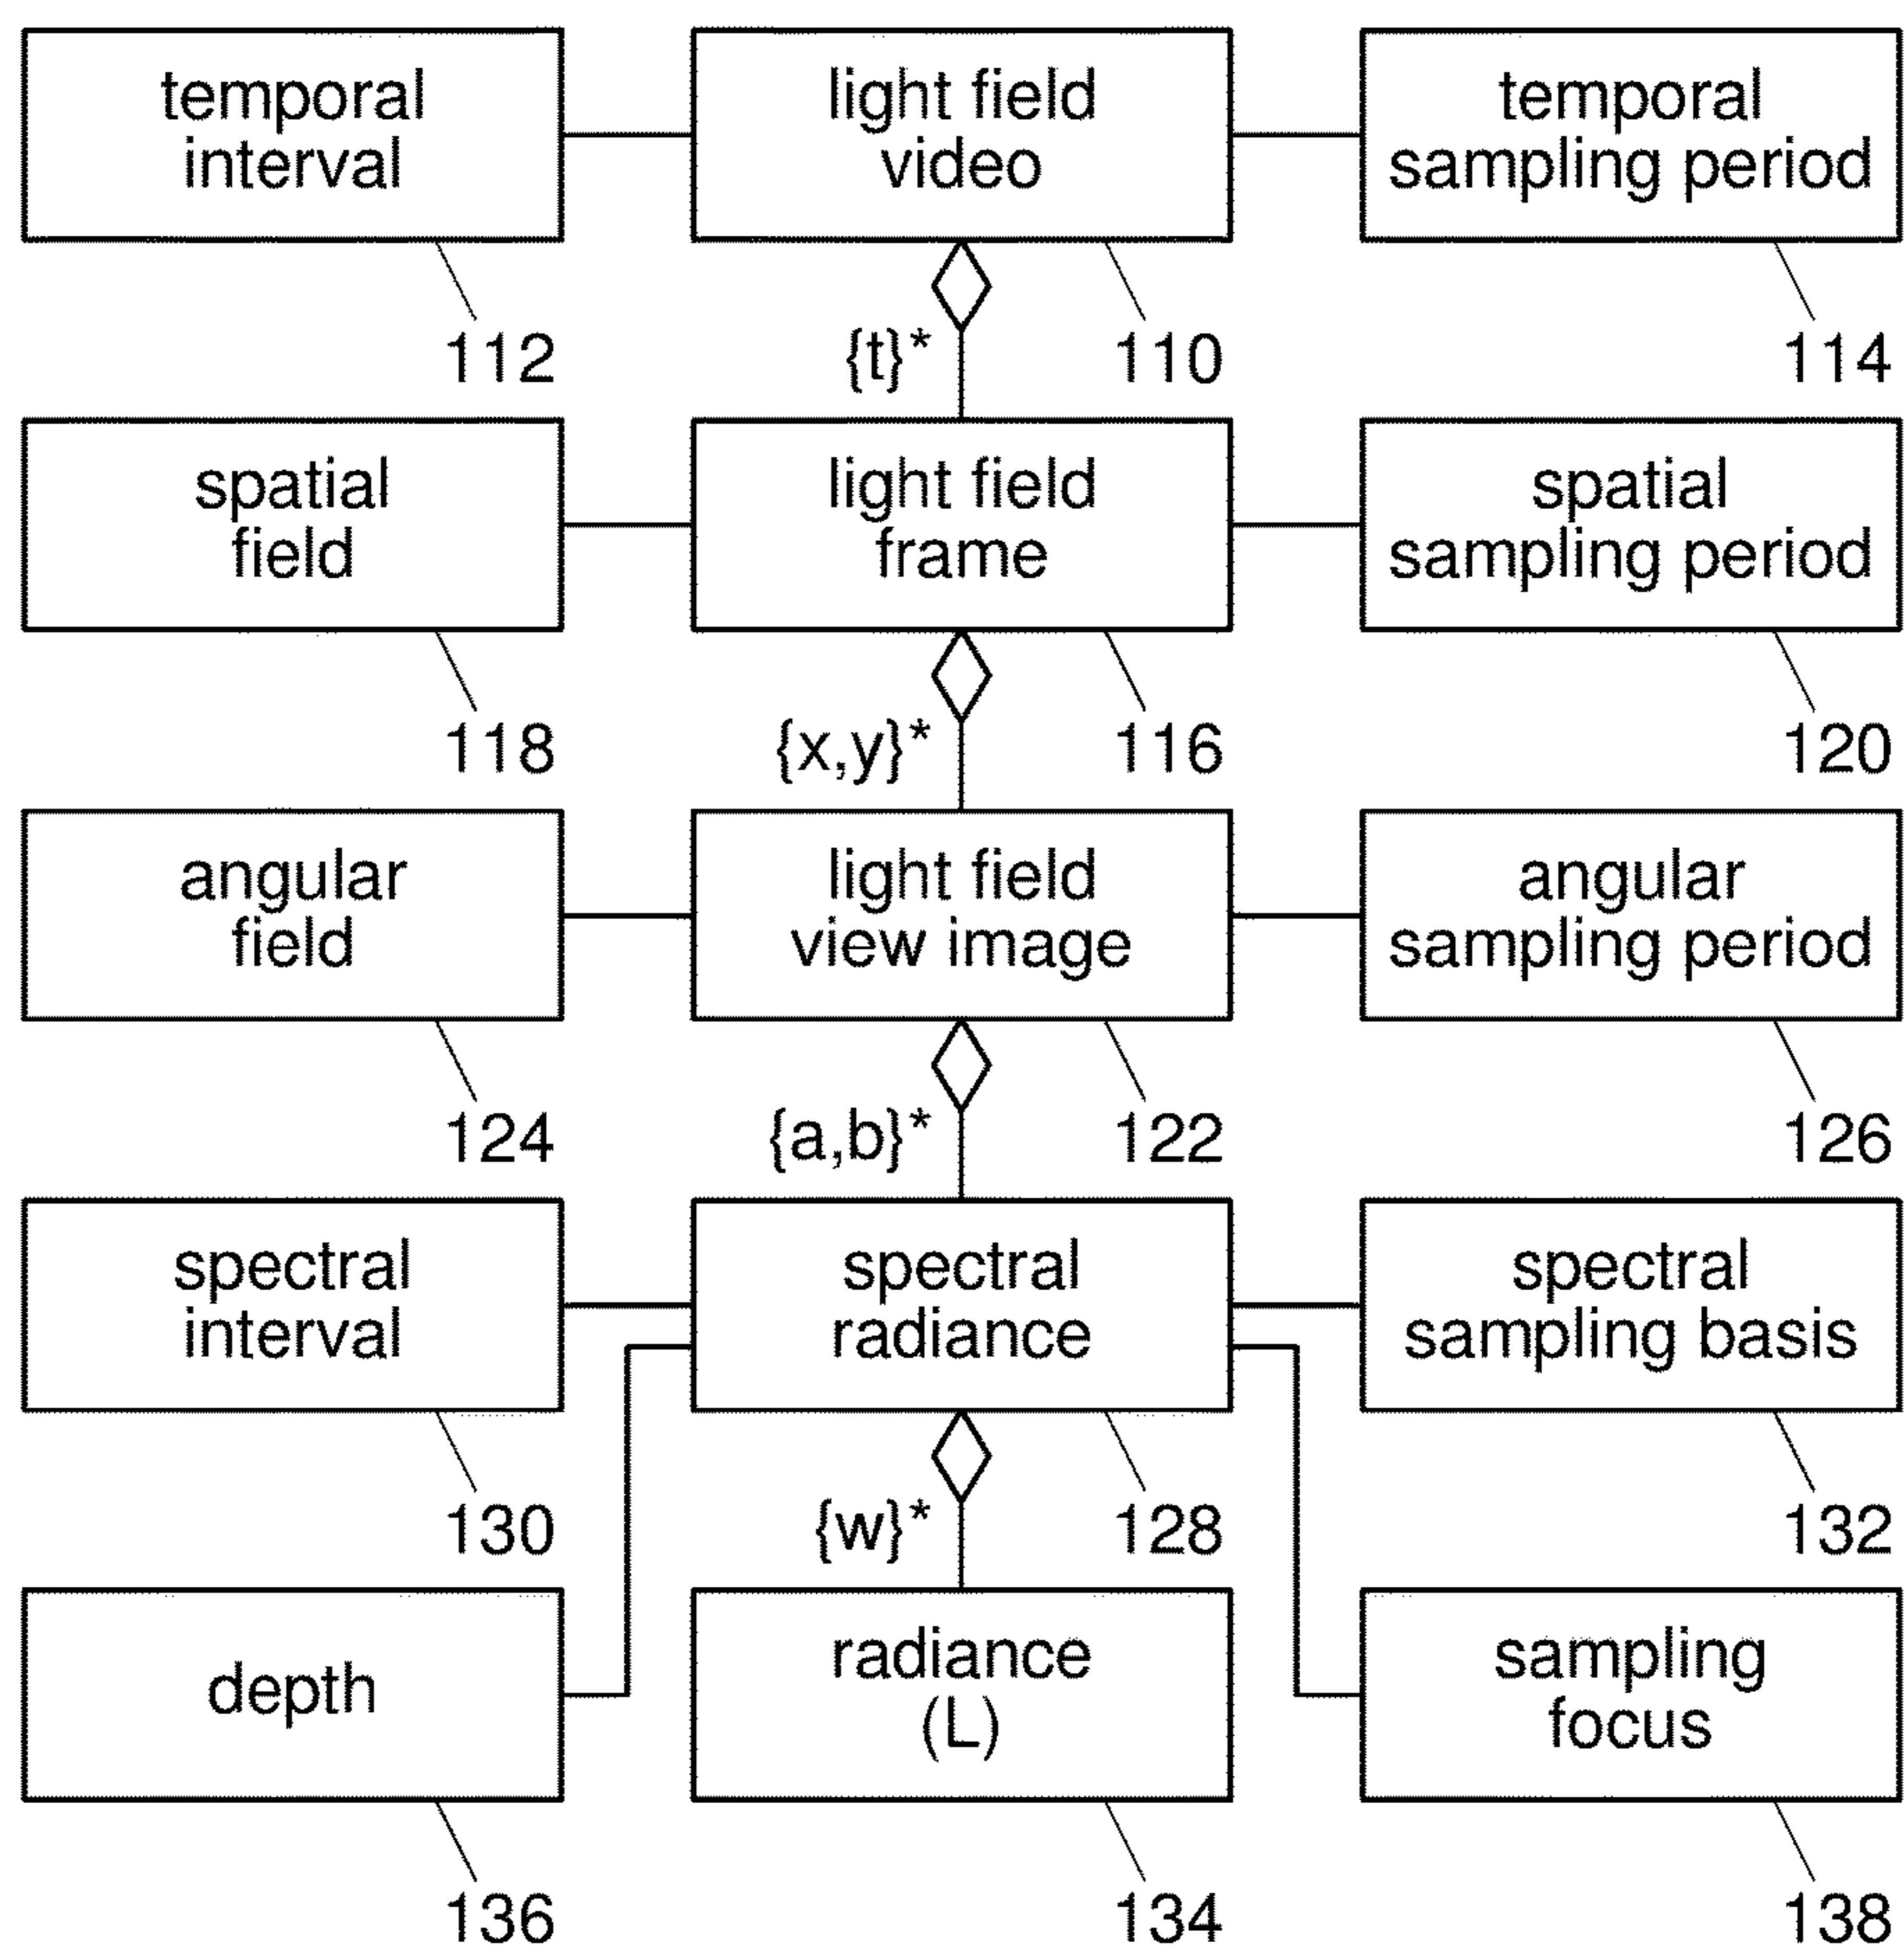 temporal
interval
light field
video
temporal
sampling period
112
{t}*
110
114
spatial
field
light field
frame
spatial
sampling period
118
{x,y}*
116
120
angular
field
light field
view image
angular
sampling period
124
{a,b}*
122
126
spectral
interval
spectral
radiance
spectral
sampling basis
130
{w}*
128
132
depth
radiance
(L)
sampling
focus
136
134
138